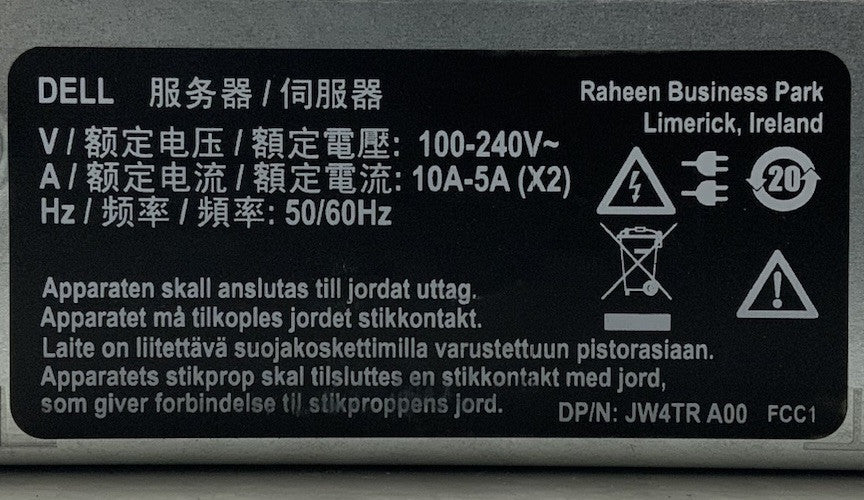 DELL 服务器 / 伺服器
Raheen Business Park
Limerick, Ireland
V / 额定电压 / 額定電壓: 100-240V~
A / 额定电流 / 額定電流: 10A-5A (X2)
Hz / 频率 / 頻率: 50/60Hz
20
Apparaten skall anslutas till jordat uttag.
Apparatet må tilkoples jordet stikkontakt.
Laite on liitettävä suojakoskettimilla varustettuun pistorasiaan.
Apparatets stikprop skal tilsluttes en stikkontakt med jord,
som giver forbindelse til stikproppens jord.
DP/N: JW4TR A00 FCC1